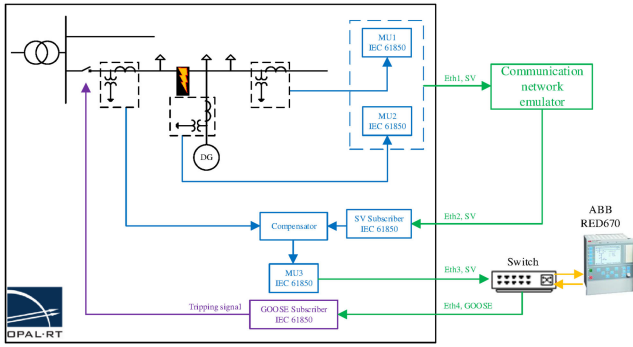 MU1
IEC 61850
Eth1, SV
Communication
network
emulator
MU2
IEC 61850
DG
ABB
RED670
Compensator
SV Subscriber
IEC 61850
Eth2, SV
Switch
MU3
IEC 61850
Eth3, SV
Tripping signal
GOOSE Subscriber
IEC 61850
Eth4, GOOSE
OPAL-RT